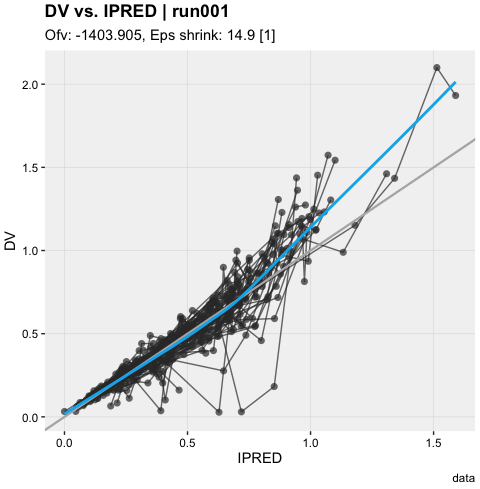 DV vs. IPRED | run001
Ofv: -1403.905, Eps shrink: 14.9 [1]
2.0
1.5
1.0
0.5
0.0
DV
0.0 0.5 1.0 1.5
IPRED
data